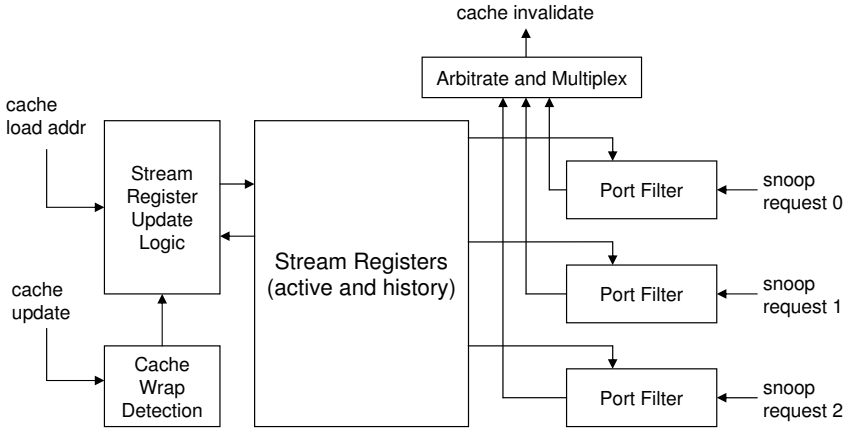 cache invalidate
Arbitrate and Multiplex
cache
load addr
Stream
Register
Update
Logic
Port Filter
snoop
request 0
Stream Registers
(active and history)
Port Filter
snoop
request 1
cache
update
Cache
Wrap
Detection
Port Filter
snoop
request 2